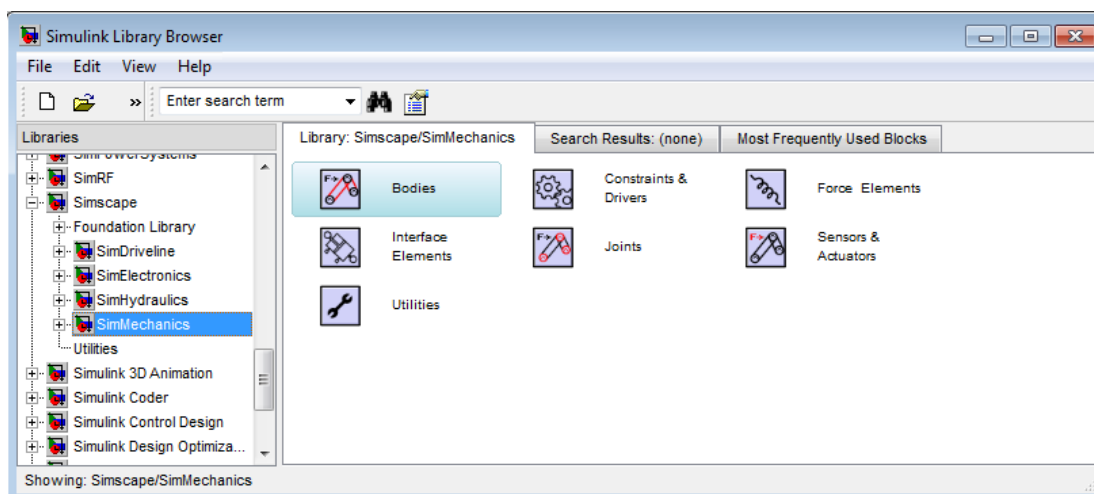 Simulink Library Browser
File Edit View Help
» Enter search term
Libraries
Library: Simscape/SimMechanics
Search Results: (none)
Most Frequently Used Blocks
SimPowerSystems
SimRF
Simscape
Foundation Library
SimDriveline
SimElectronics
SimHydraulics
SimMechanics
Utilities
Simulink 3D Animation
Simulink Coder
Simulink Control Design
Simulink Design Optimiza...
Bodies
Constraints &
Drivers
Force Elements
Interface
Elements
Joints
Sensors &
Actuators
Utilities
Showing: Simscape/SimMechanics